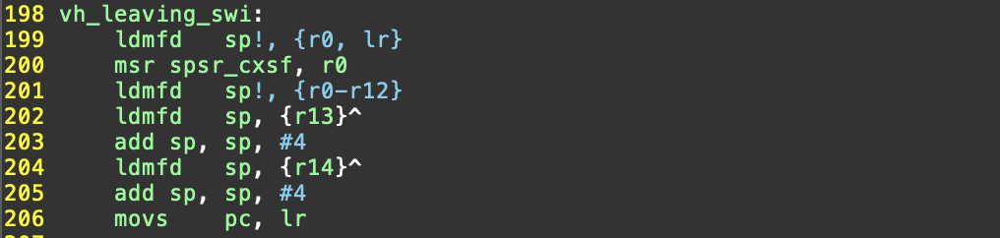 198 vh_leaving_swi:
199     ldmfd   sp!, {r0, lr}
200     msr spsr_cxsf, r0
201     ldmfd   sp!, {r0-r12}
202     ldmfd   sp, {r13}^
203     add sp, sp, #4
204     ldmfd   sp, {r14}^
205     add sp, sp, #4
206     movs    pc, lr